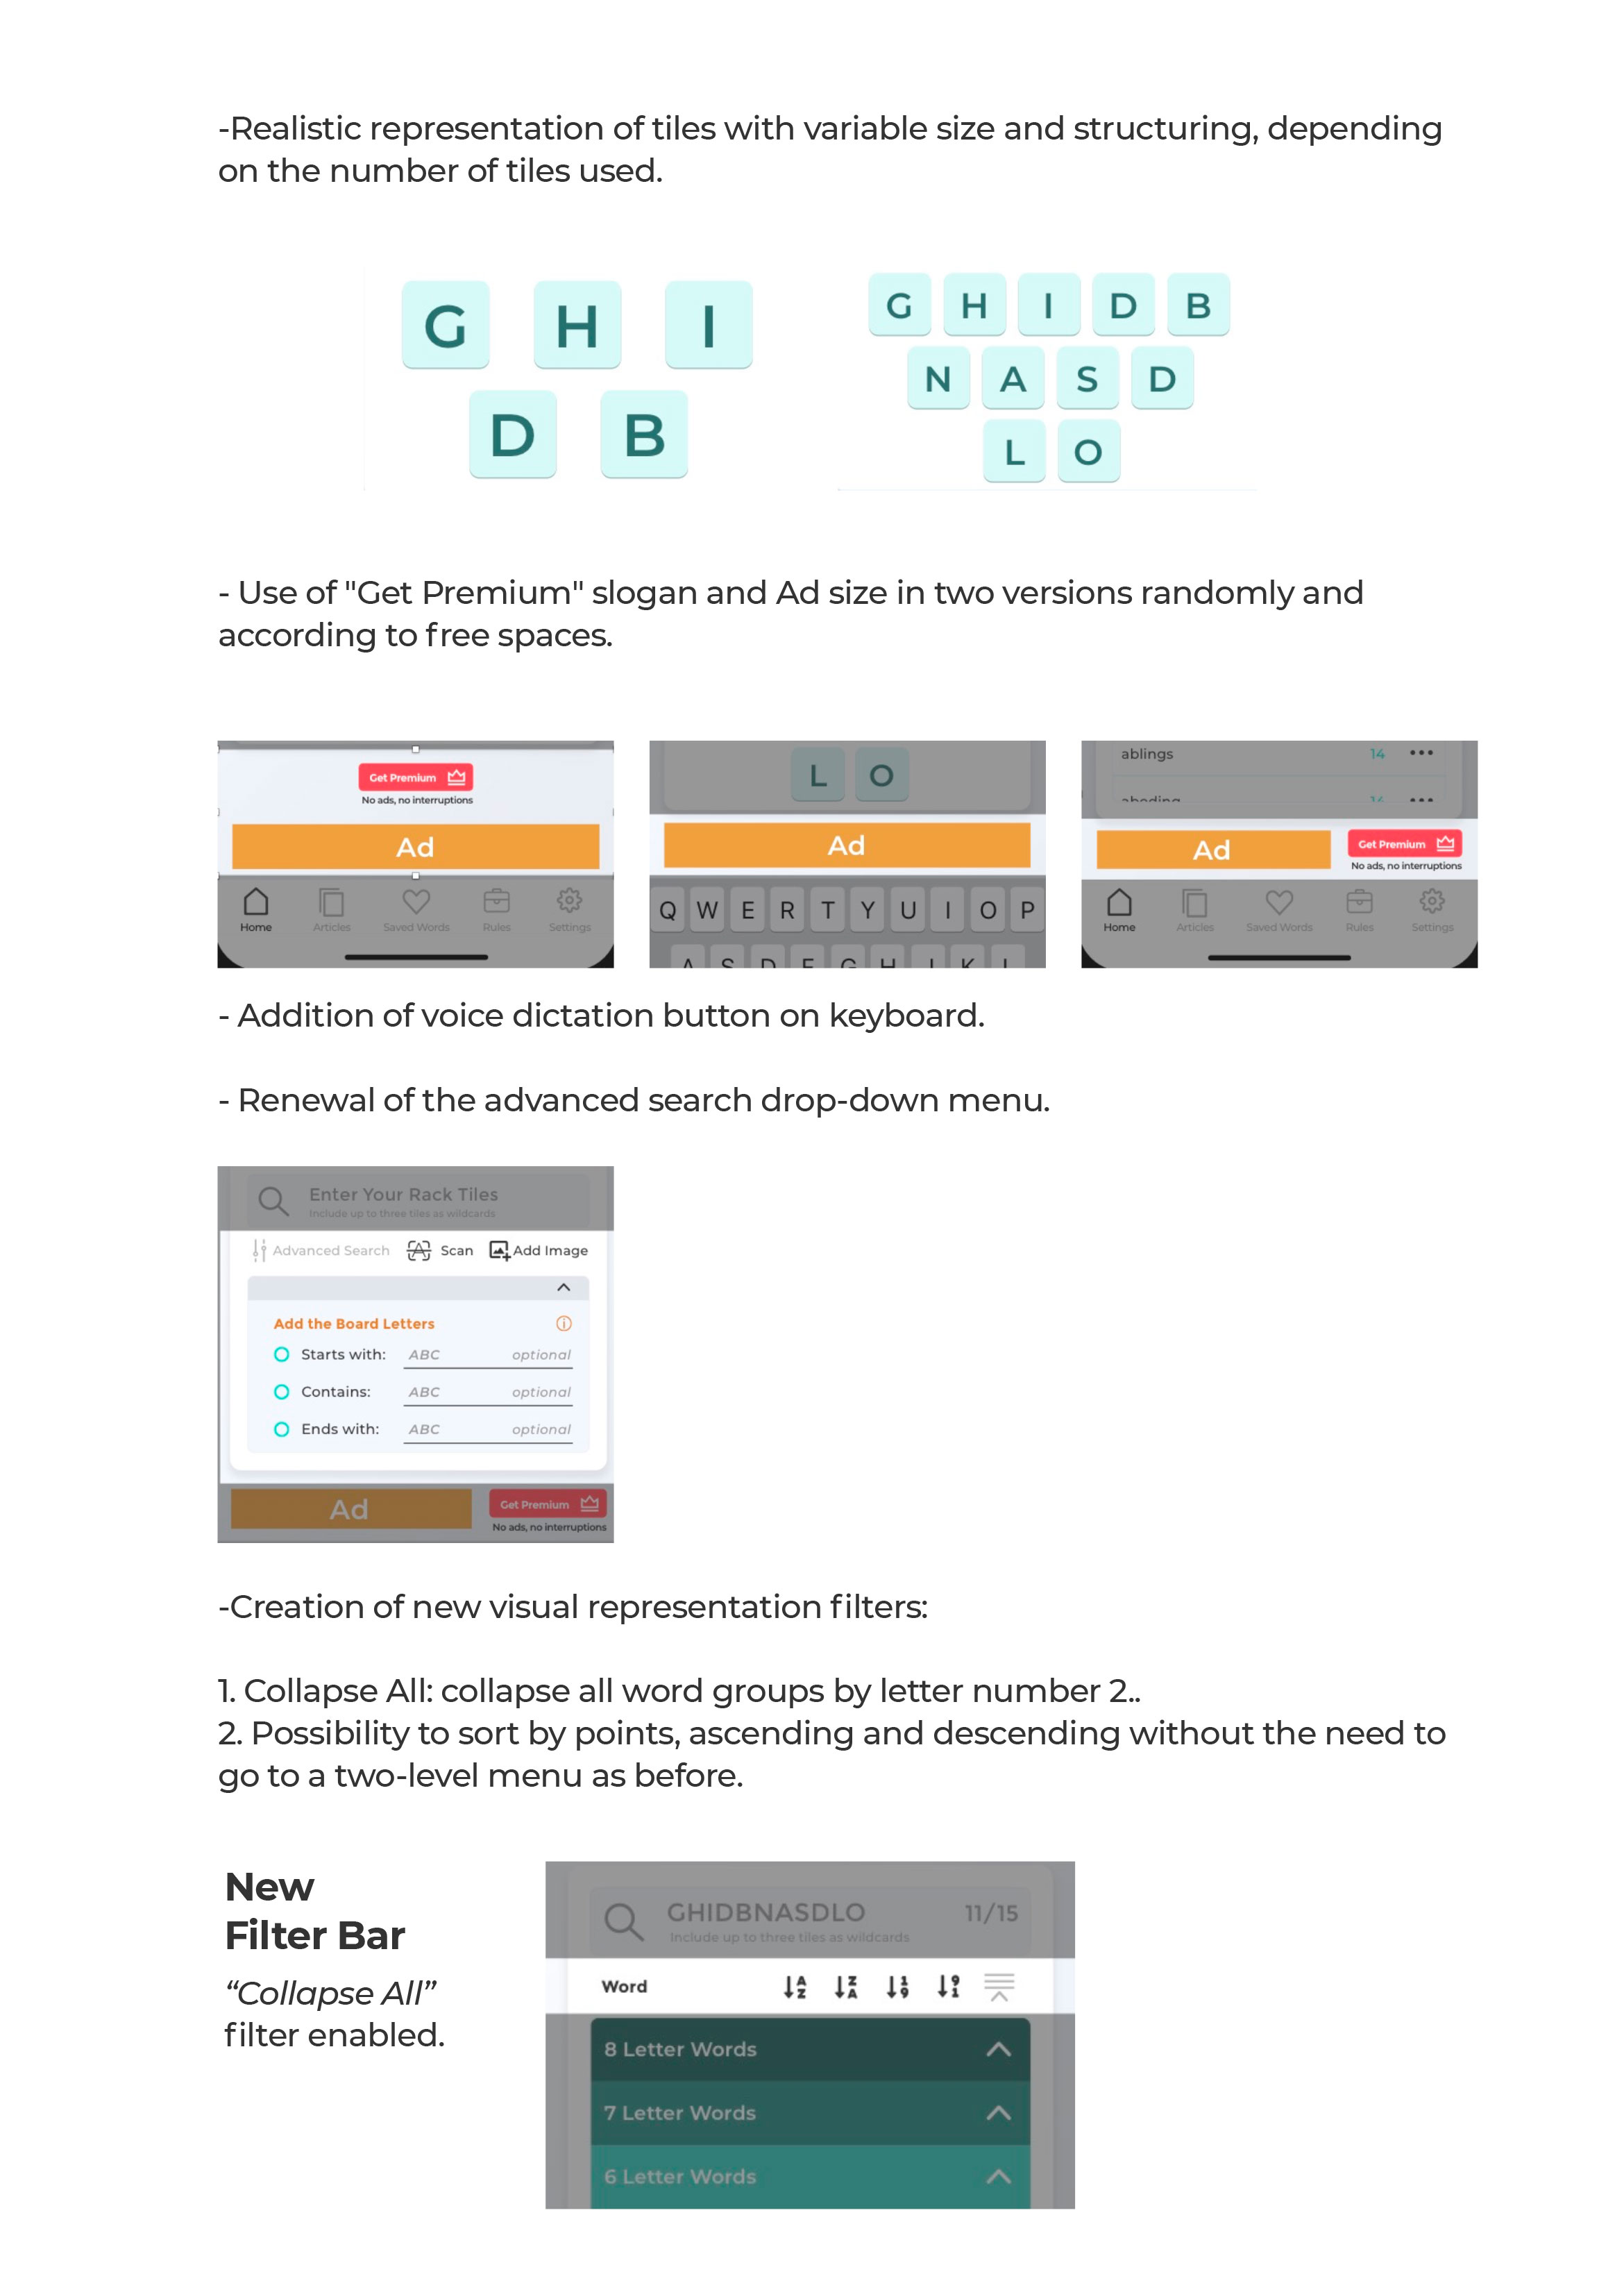 -Realistic representation of tiles with variable size and structuring, depending
on the number of tiles used.
G H I
D B
G H I D B
N A S D
L O
- Use of "Get Premium" slogan and Ad size in two versions randomly and
according to free spaces.
Get Premium
No ads, no interruptions
Ad
Home Articles Saved Words Rules Settings
L O
Ad
Q W E R T Y U I O P
A S D F G H J K L
ablings 14
abeding 14
Ad Get Premium
No ads, no interruptions
Home Articles Saved Words Rules Settings
- Addition of voice dictation button on keyboard.
- Renewal of the advanced search drop-down menu.
Enter Your Rack Tiles
Include up to three tiles as wildcards
Advanced Search Scan Add Image
Add the Board Letters
Starts with: ABC optional
Contains: ABC optional
Ends with: ABC optional
Ad Get Premium
No ads, no interruptions
-Creation of new visual representation filters:
1. Collapse All: collapse all word groups by letter number 2..
2. Possibility to sort by points, ascending and descending without the need to
go to a two-level menu as before.
New
Filter Bar
“Collapse All”
filter enabled.
GHIDBNASDLO 11/15
Include up to three tiles as wildcards
Word A Z Z A 1 9 9 1
8 Letter Words
7 Letter Words
6 Letter Words